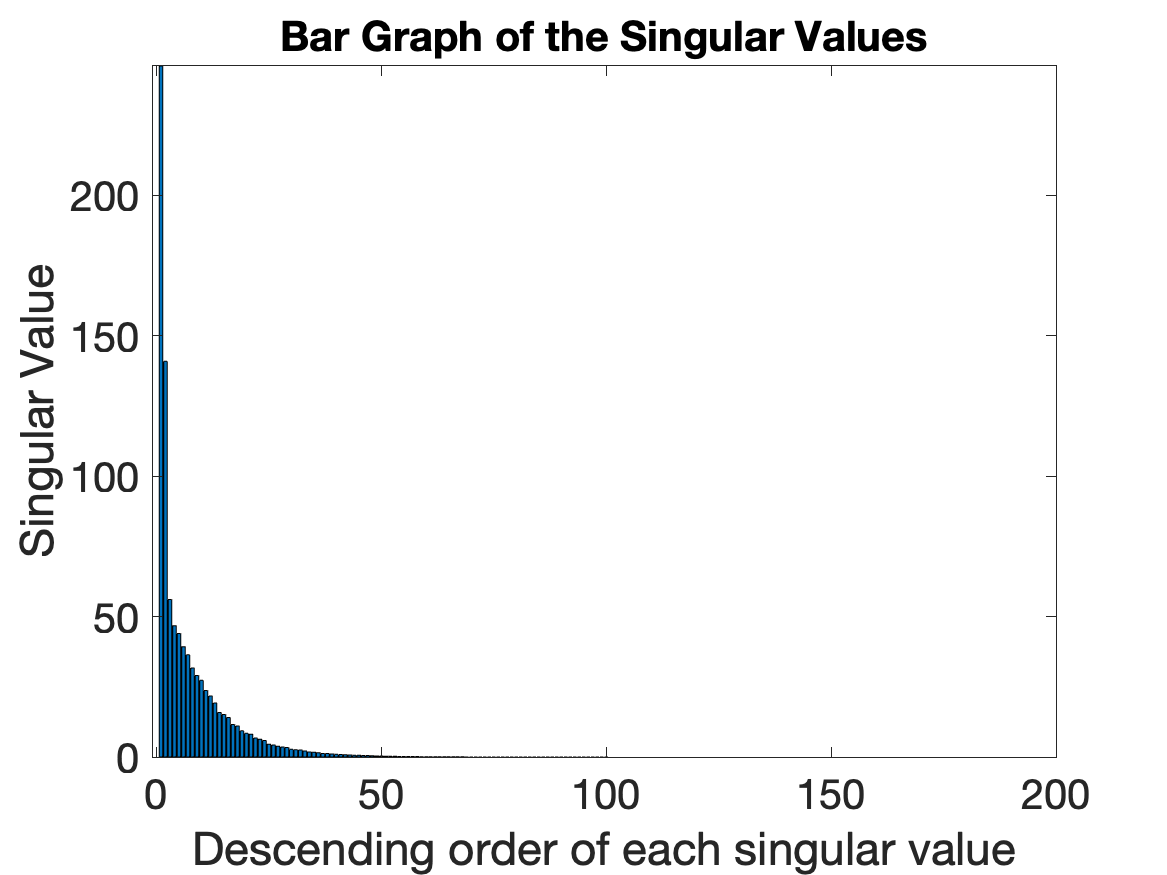 Bar Graph of the Singular Values
Singular Value
200
150
100
50
0
0 50 100 150 200
Descending order of each singular value